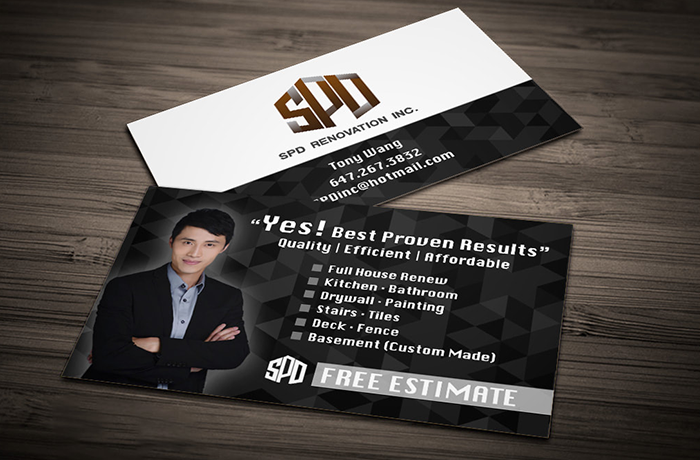 SPD
SPD RENOVATION INC.
Tony Wang
647.267.3832
SPDinc@hotmail.com
“Yes! Best Proven Results”
Quality | Efficient | Affordable
Full House Renew
Kitchen · Bathroom
Drywall · Painting
Stairs · Tiles
Deck · Fence
Basement (Custom Made)
SPD FREE ESTIMATE